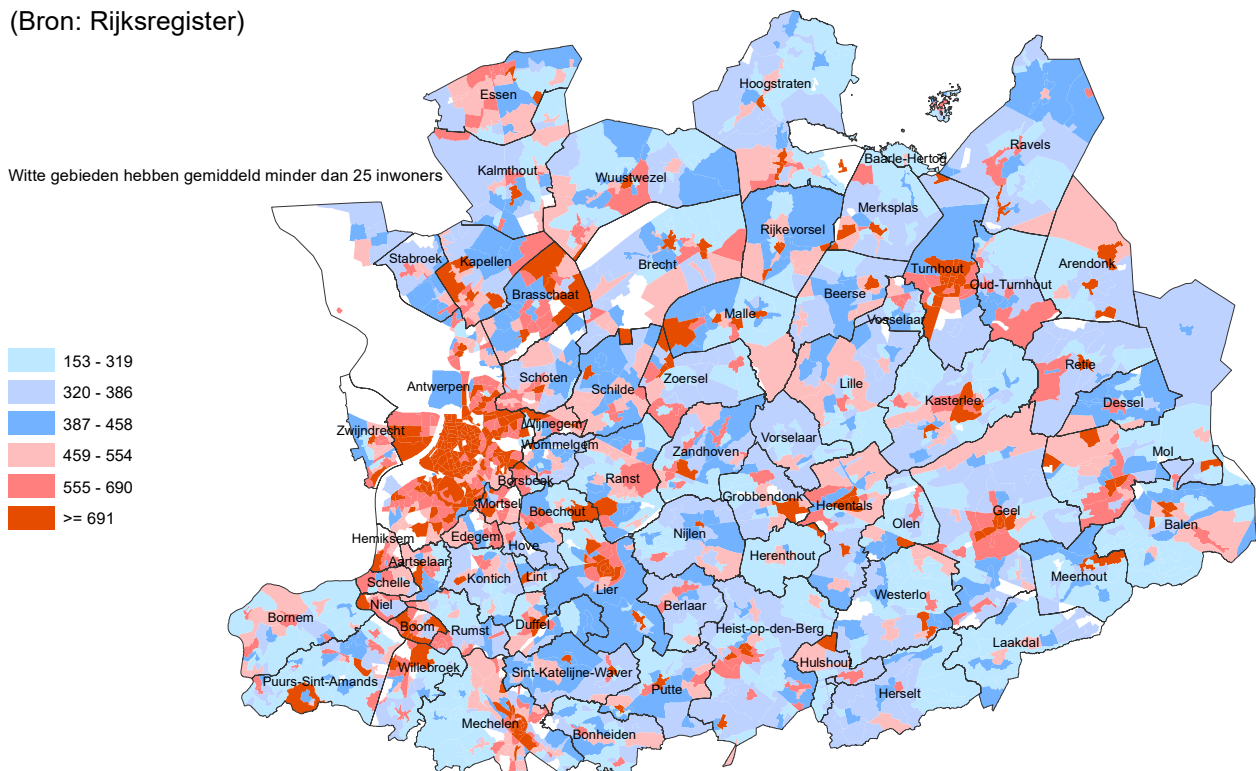 (Bron: Rijksregister)
Hoogstraten
Essen
Ravels
Baarle-Hertog
Witte gebieden hebben gemiddeld minder dan 25 inwoners
Kalmthout
Wuustwezel
Merksplas
Rijkevorsel
Stabroek
Kapellen
Brecht
Turnhout
Arendonk
Oud-Turnhout
Brasschaat
Beerse
Malle
Vosselaar
153 - 319
320 - 386
387 - 458
459 - 554
555 - 690
>= 691
Retie
Schoten
Zoersel
Lille
Antwerpen
Schilde
Kasterlee
Dessel
Zwijndrecht
Wijnegem
Wommelgem
Vorselaar
Zandhoven
Mol
Borsbeek
Ranst
Grobbendonk
Mortsel
Boechout
Herentals
Geel
Olen
Balen
Hemiksem
Edegem
Hove
Nijlen
Herenthout
Aartselaar
Schelle
Kontich
Lint
Meerhout
Lier
Westerlo
Niel
Berlaar
Bornem
Boom
Rumst
Duffel
Heist-op-den-Berg
Laakdal
Hulshout
Willebroek
Sint-Katelijne-Waver
Puurs-Sint-Amands
Putte
Herselt
Mechelen
Bonheiden